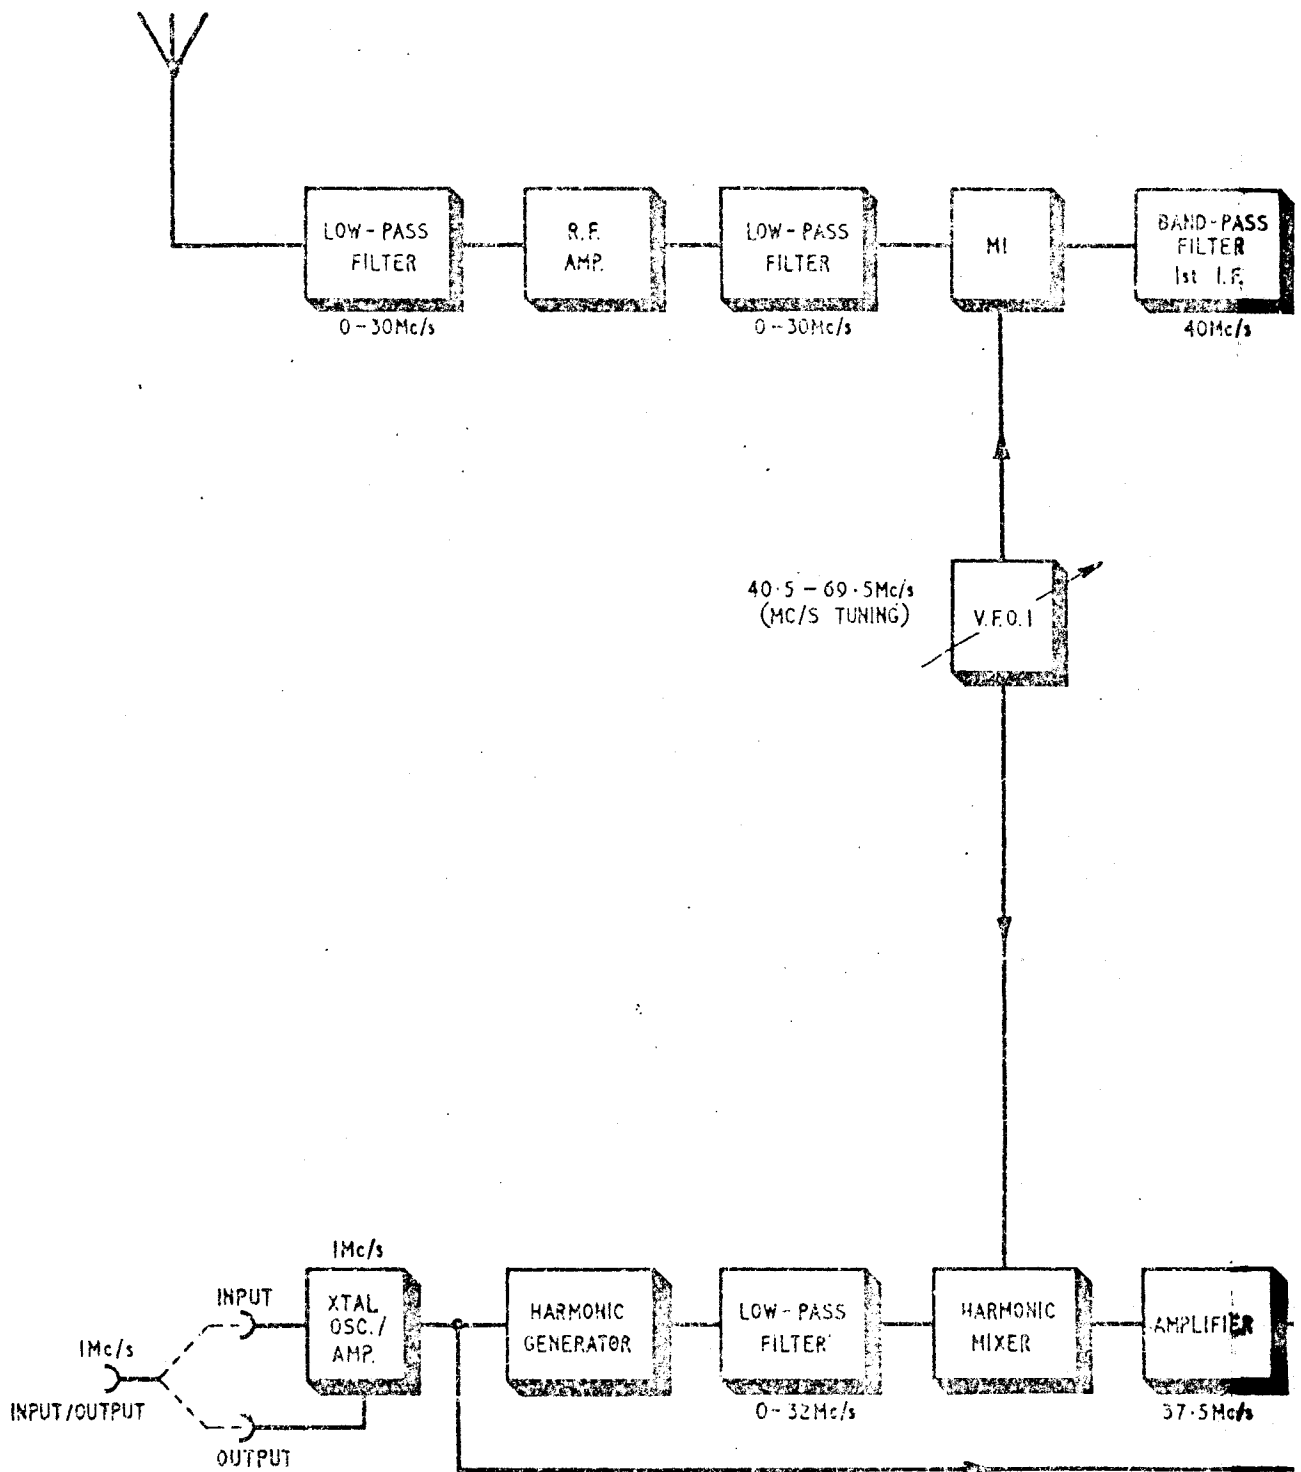 LOW-PASS
FILTER
0-30Mc/s
R.F.
AMP.
LOW-PASS
FILTER
0-30Mc/s
M1
BAND-PASS
FILTER
1st I.F.
40Mc/s
40·5-69·5Mc/s
(MC/S TUNING)
V.F.O.1
1Mc/s
INPUT/OUTPUT
INPUT
OUTPUT
1Mc/s
XTAL
OSC./
AMP.
HARMONIC
GENERATOR
LOW-PASS
FILTER
0-32Mc/s
HARMONIC
MIXER
AMPLIFIER
37·5Mc/s